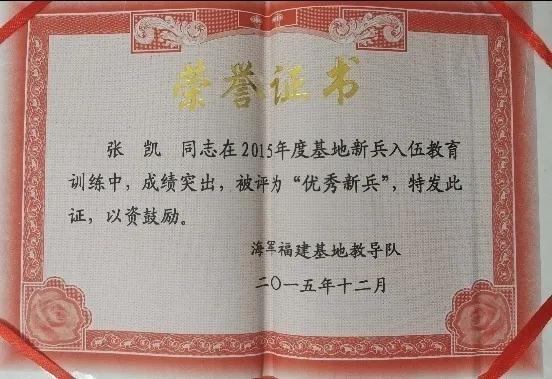 荣誉证书
张凯 同志在2015年度基地新兵入伍教育
训练中，成绩突出，被评为“优秀新兵”，特发此
证，以资鼓励。
海军福建基地教导队
二〇一五年十二月